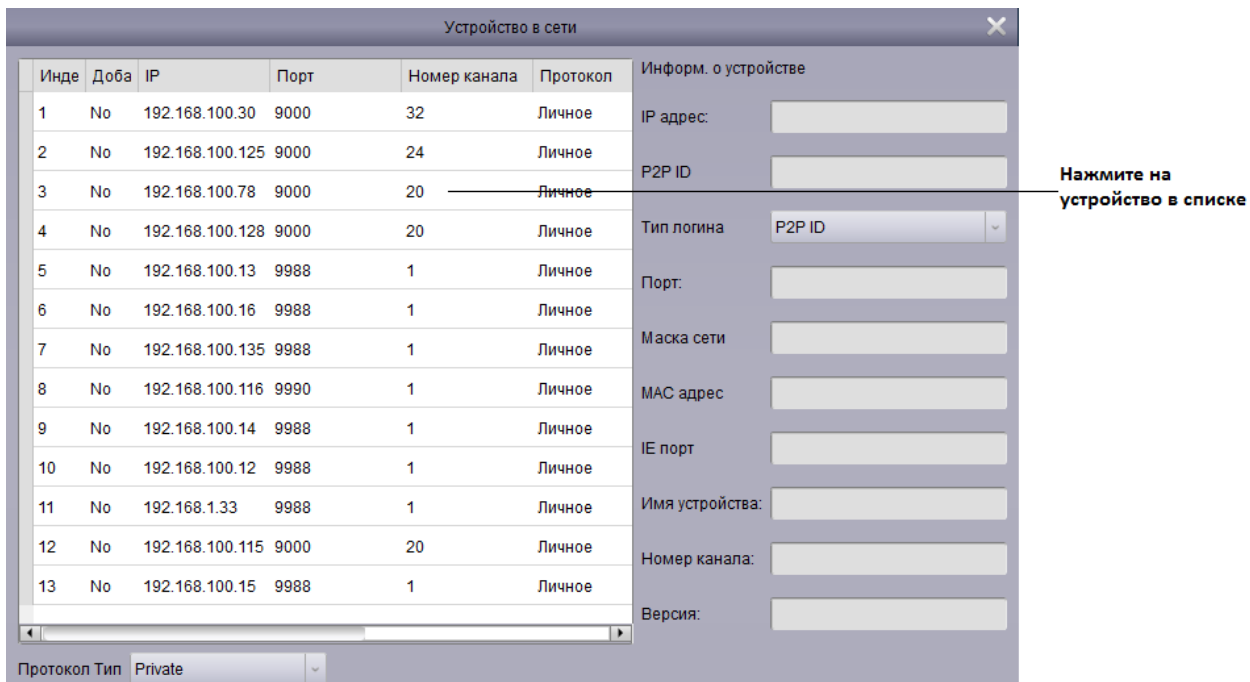 Устройство в сети
Инде Доба IP Порт Номер канала Протокол
1 No 192.168.100.30 9000 32 Личное
2 No 192.168.100.125 9000 24 Личное
3 No 192.168.100.78 9000 20 Личное
4 No 192.168.100.128 9000 20 Личное
5 No 192.168.100.13 9988 1 Личное
6 No 192.168.100.16 9988 1 Личное
7 No 192.168.100.135 9988 1 Личное
8 No 192.168.100.116 9990 1 Личное
9 No 192.168.100.14 9988 1 Личное
10 No 192.168.100.12 9988 1 Личное
11 No 192.168.1.33 9988 1 Личное
12 No 192.168.100.115 9000 20 Личное
13 No 192.168.100.15 9988 1 Личное
Протокол Тип Private
Информ. о устройстве
IP адрес:
P2P ID
Тип логина P2P ID
Порт:
Маска сети
MAC адрес
IE порт
Имя устройства:
Номер канала:
Версия:
Нажмите на
устройство в списке